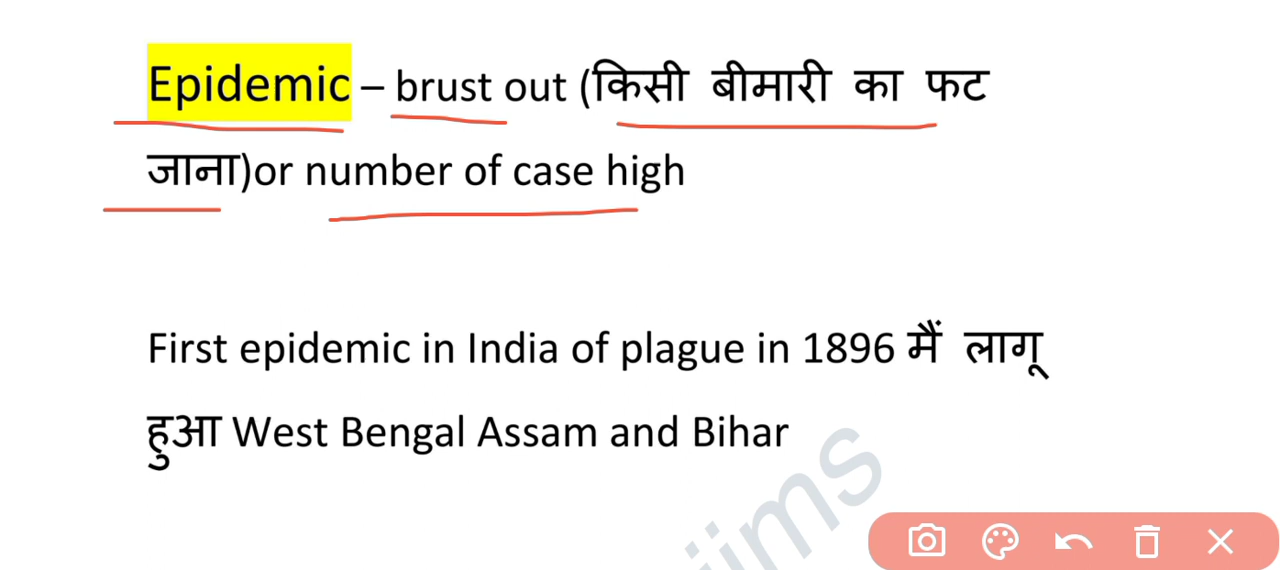 Epidemic – brust out (किसी बीमारी का फट
जाना)or number of case high
First epidemic in India of plague in 1896 मैं लागू
हुआ West Bengal Assam and Bihar